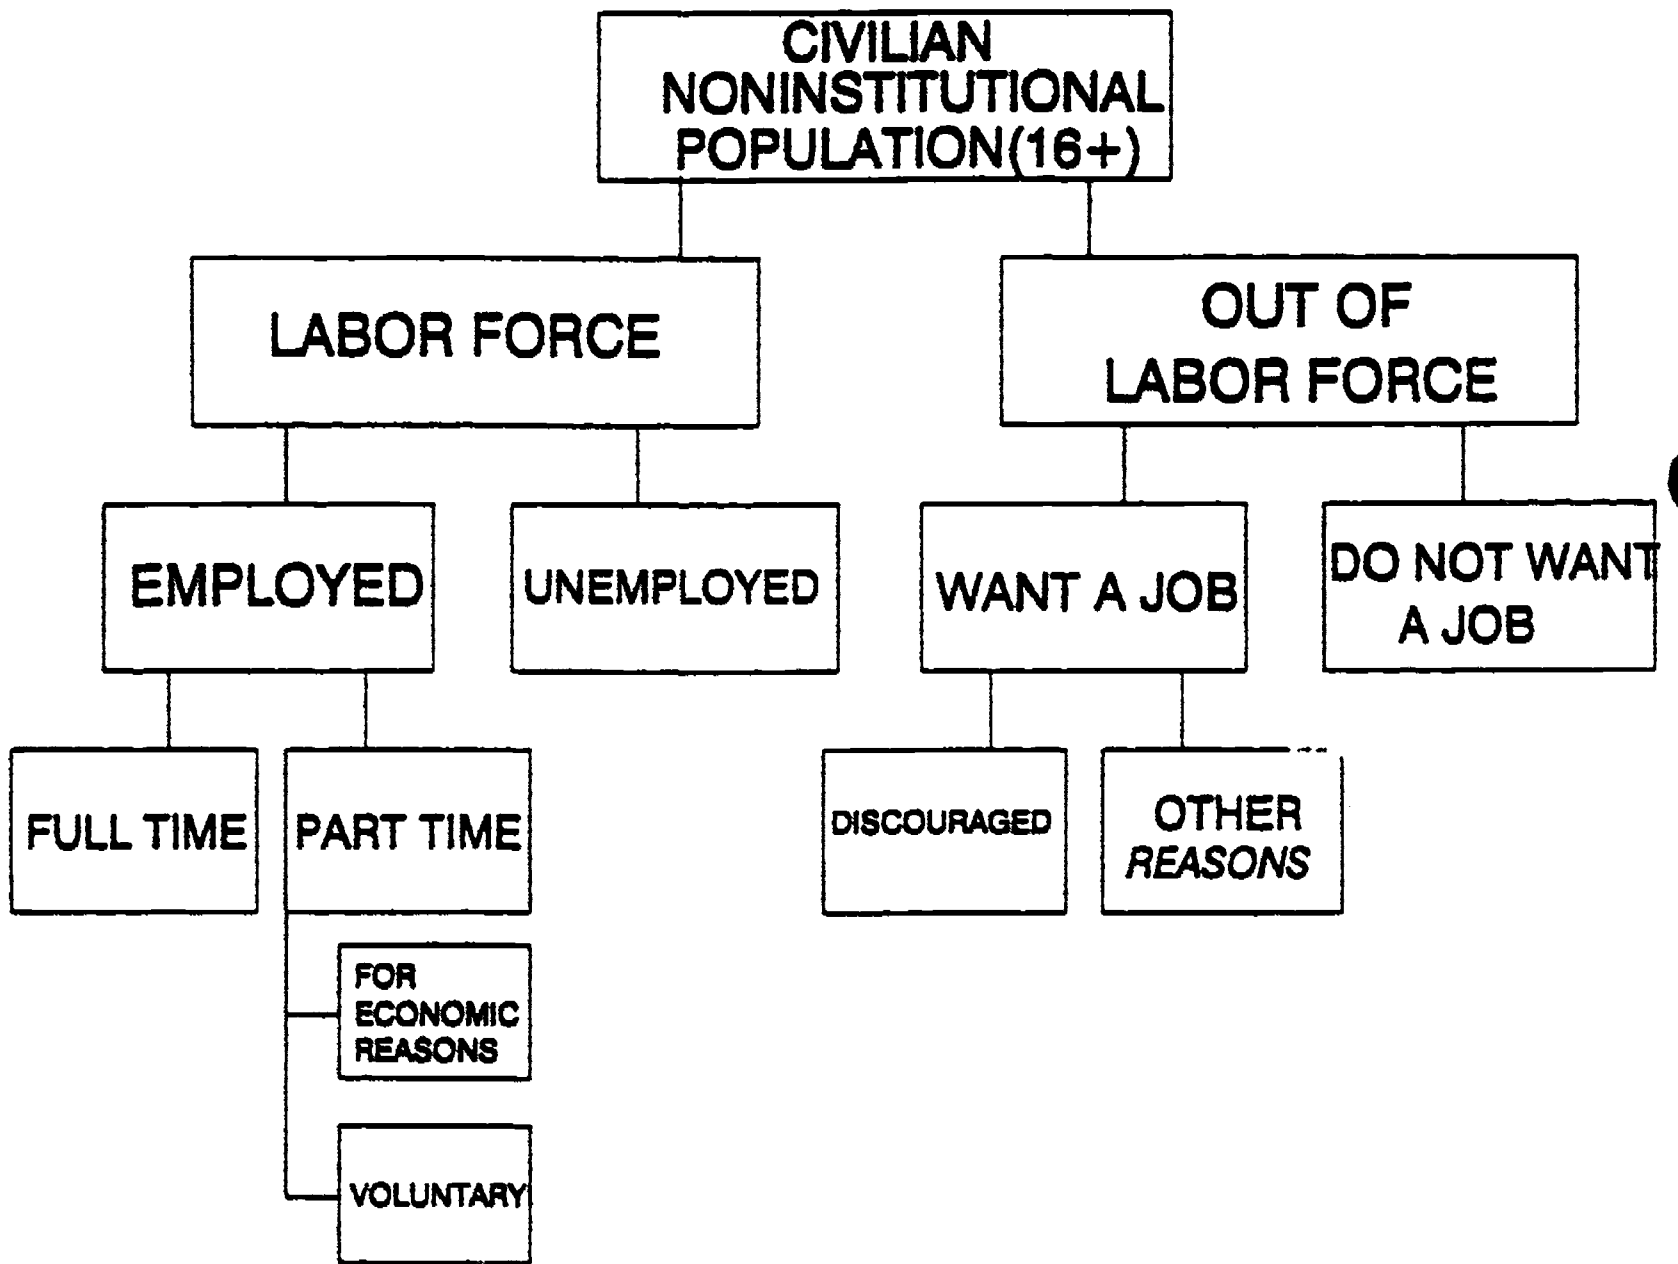 CIVILIAN
NONINSTITUTIONAL
POPULATION(16+)
LABOR FORCE
OUT OF
LABOR FORCE
EMPLOYED
UNEMPLOYED
WANT A JOB
DO NOT WANT
A JOB
FULL TIME
PART TIME
DISCOURAGED
OTHER
REASONS
FOR
ECONOMIC
REASONS
VOLUNTARY